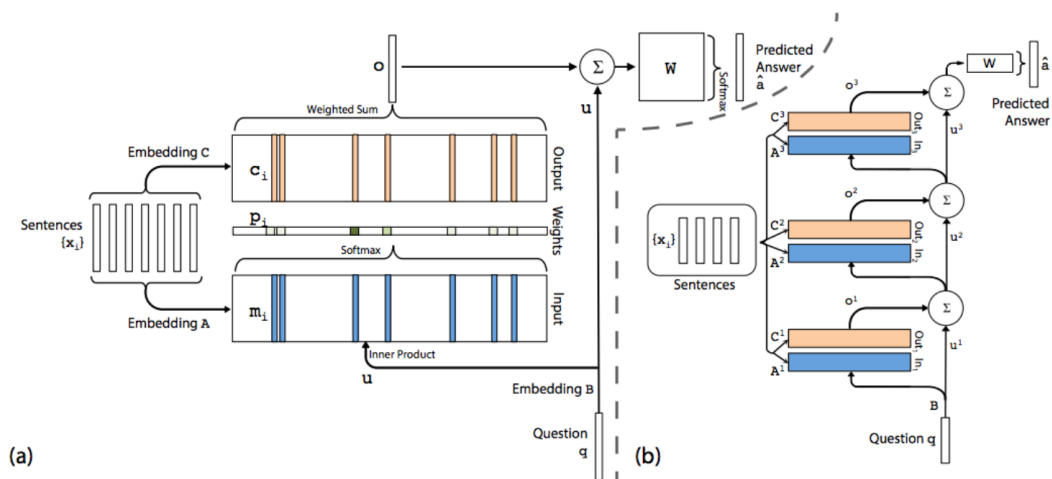 o
Weighted Sum
Embedding C
c_i
Output
Sentences
{x_i}
p_i
Weights
Softmax
Embedding A
m_i
Input
Inner Product
u
Embedding B
Question
q
(a)
Σ
u
W
Softmax
Predicted
Answer
â
W
â
Predicted
Answer
Σ
o³
u³
C³
A³
Out₃
In₃
Σ
o²
u²
C²
A²
Out₂
In₂
{x_i}
Sentences
Σ
o¹
u¹
C¹
A¹
Out₁
In₁
B
Question q
(b)